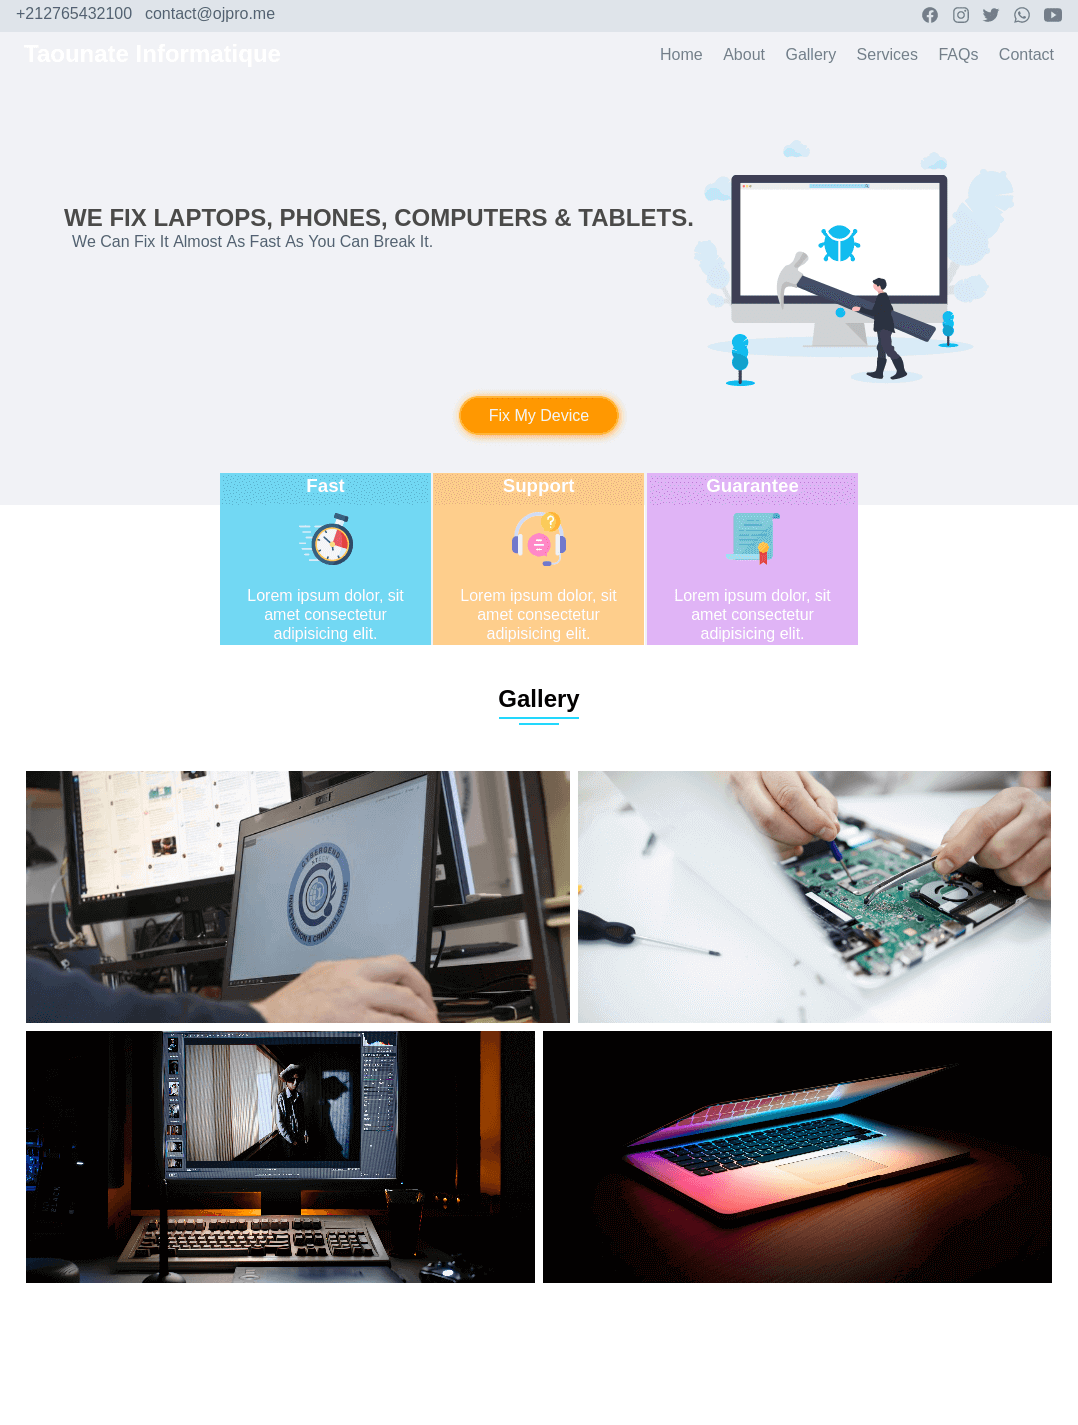 +212765432100 contact@ojpro.me
Taounate Informatique
Home About Gallery Services FAQs Contact
WE FIX LAPTOPS, PHONES, COMPUTERS & TABLETS.
We Can Fix It Almost As Fast As You Can Break It.
Fix My Device
Fast
Lorem ipsum dolor, sit
amet consectetur
adipisicing elit.
Support
Lorem ipsum dolor, sit
amet consectetur
adipisicing elit.
Guarantee
Lorem ipsum dolor, sit
amet consectetur
adipisicing elit.
Gallery